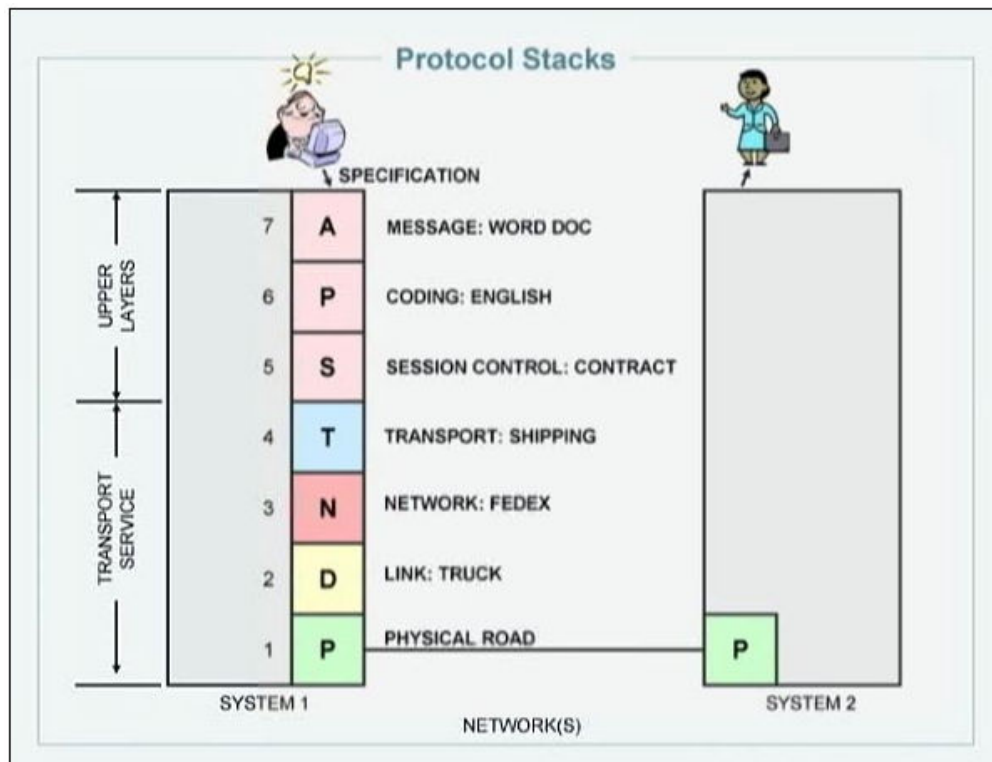 Protocol Stacks
SPECIFICATION
7 A MESSAGE: WORD DOC
6 P CODING: ENGLISH
5 S SESSION CONTROL: CONTRACT
4 T TRANSPORT: SHIPPING
3 N NETWORK: FEDEX
2 D LINK: TRUCK
1 P PHYSICAL ROAD P
UPPER
LAYERS
TRANSPORT
SERVICE
SYSTEM 1
SYSTEM 2
NETWORK(S)